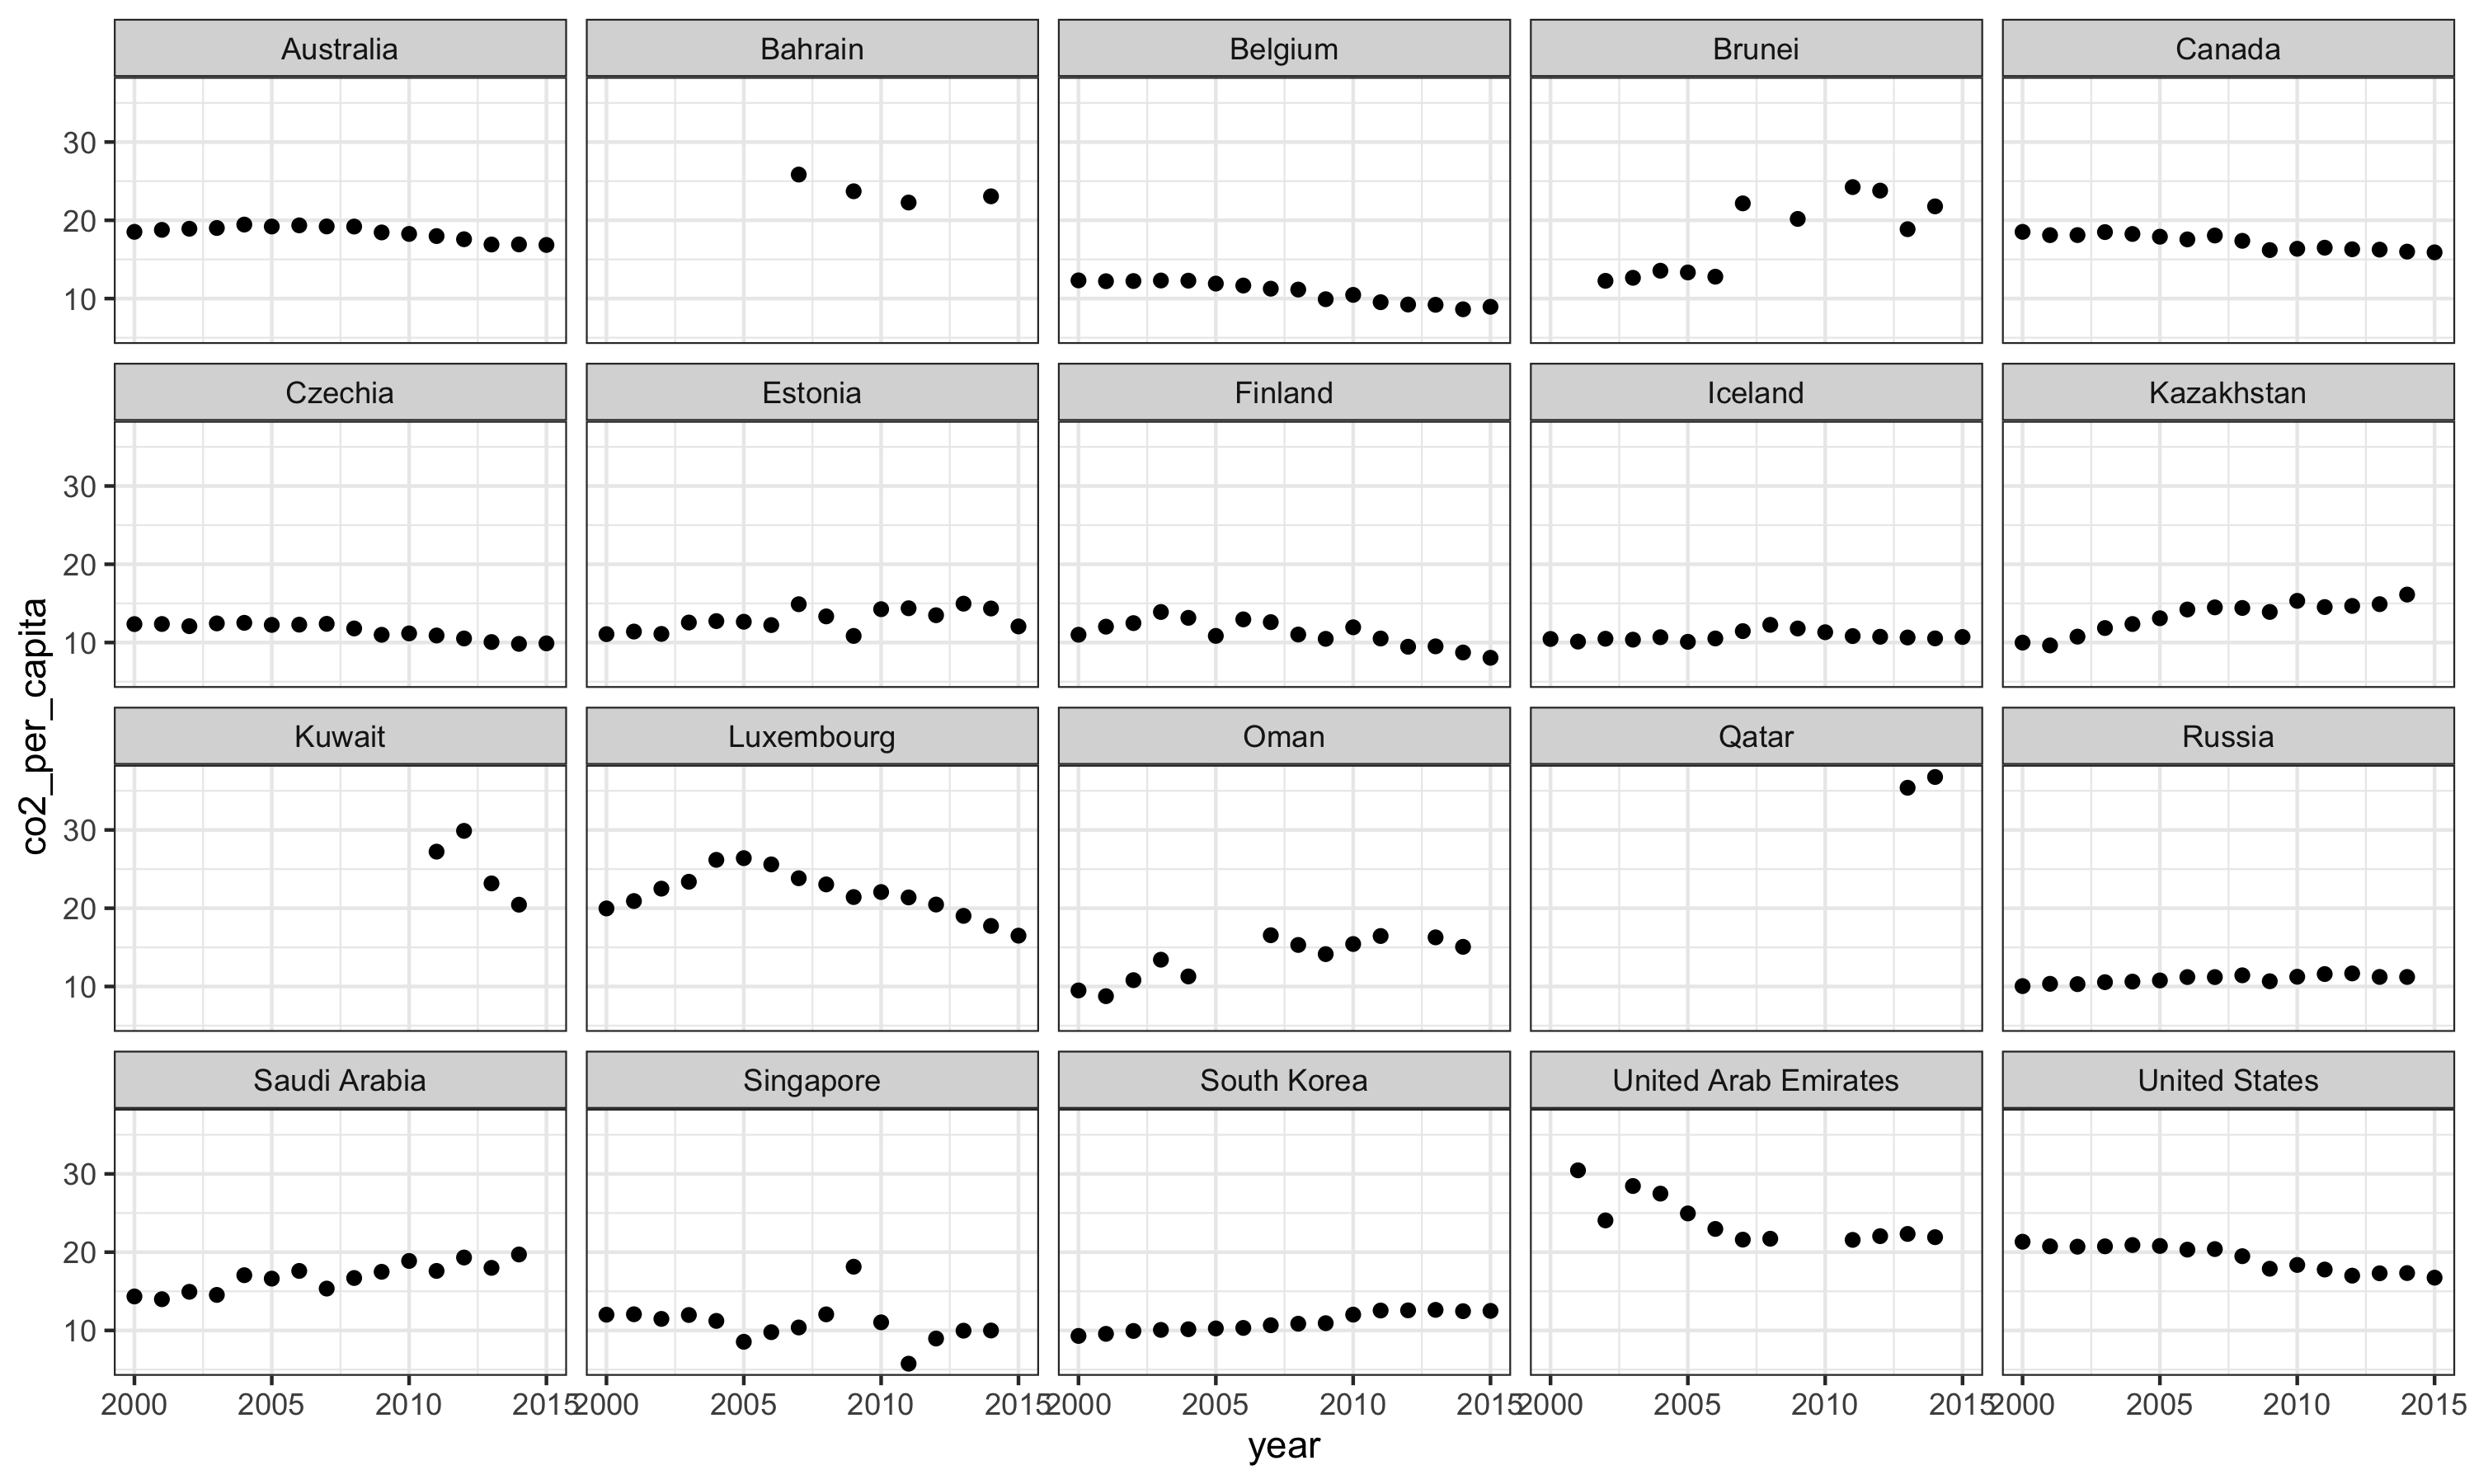 Australia Bahrain Belgium Brunei Canada
30
20
10
Czechia Estonia Finland Iceland Kazakhstan
30
20
10
Kuwait Luxembourg Oman Qatar Russia
30
20
10
Saudi Arabia Singapore South Korea United Arab Emirates United States
30
20
10
2000 2005 2010 2015 2000 2005 2010 2015 2000 2005 2010 2015 2000 2005 2010 2015 2000 2005 2010 2015
year
co2_per_capita